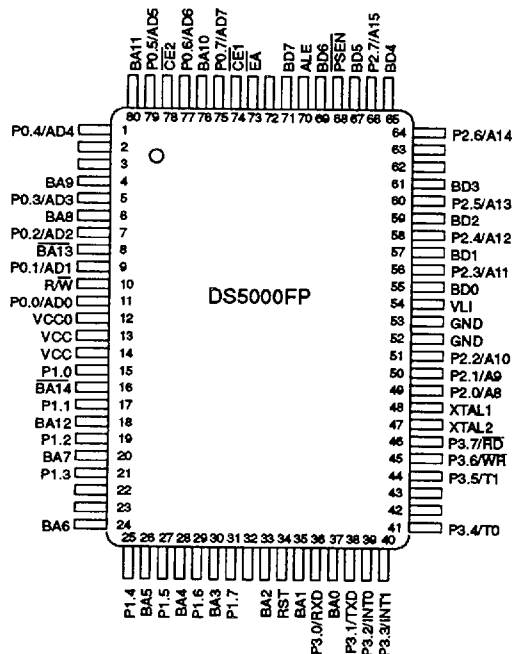 BA11
P0.5/AD5
CE2
P0.6/AD6
BA10
P0.7/AD7
CE1
EA
BD7
ALE
BD6
PSEN
BD5
P2.7/A15
BD4
80 79 78 77 76 75 74 73 72 71 70 69 68 67 66 65
P0.4/AD4 1
2
3
BA9 4
P0.3/AD3 5
BA8 6
P0.2/AD2 7
BA13 8
P0.1/AD1 9
R/W 10
P0.0/AD0 11
VCC0 12
VCC 13
VCC 14
P1.0 15
BA14 16
P1.1 17
BA12 18
P1.2 19
BA7 20
P1.3 21
22
23
BA6 24
DS5000FP
64 P2.6/A14
63
62
61 BD3
60 P2.5/A13
59 BD2
58 P2.4/A12
57 BD1
56 P2.3/A11
55 BD0
54 VLI
53 GND
52 GND
51 P2.2/A10
50 P2.1/A9
49 P2.0/A8
48 XTAL1
47 XTAL2
46 P3.7/RD
45 P3.6/WR
44 P3.5/T1
43
42
41 P3.4/T0
25 26 27 28 29 30 31 32 33 34 35 36 37 38 39 40
P1.4
BA5
P1.5
BA4
P1.6
BA3
P1.7
BA2
RST
BA1
P3.0/RXD
BA0
P3.1/TXD
P3.2/INT0
P3.3/INT1